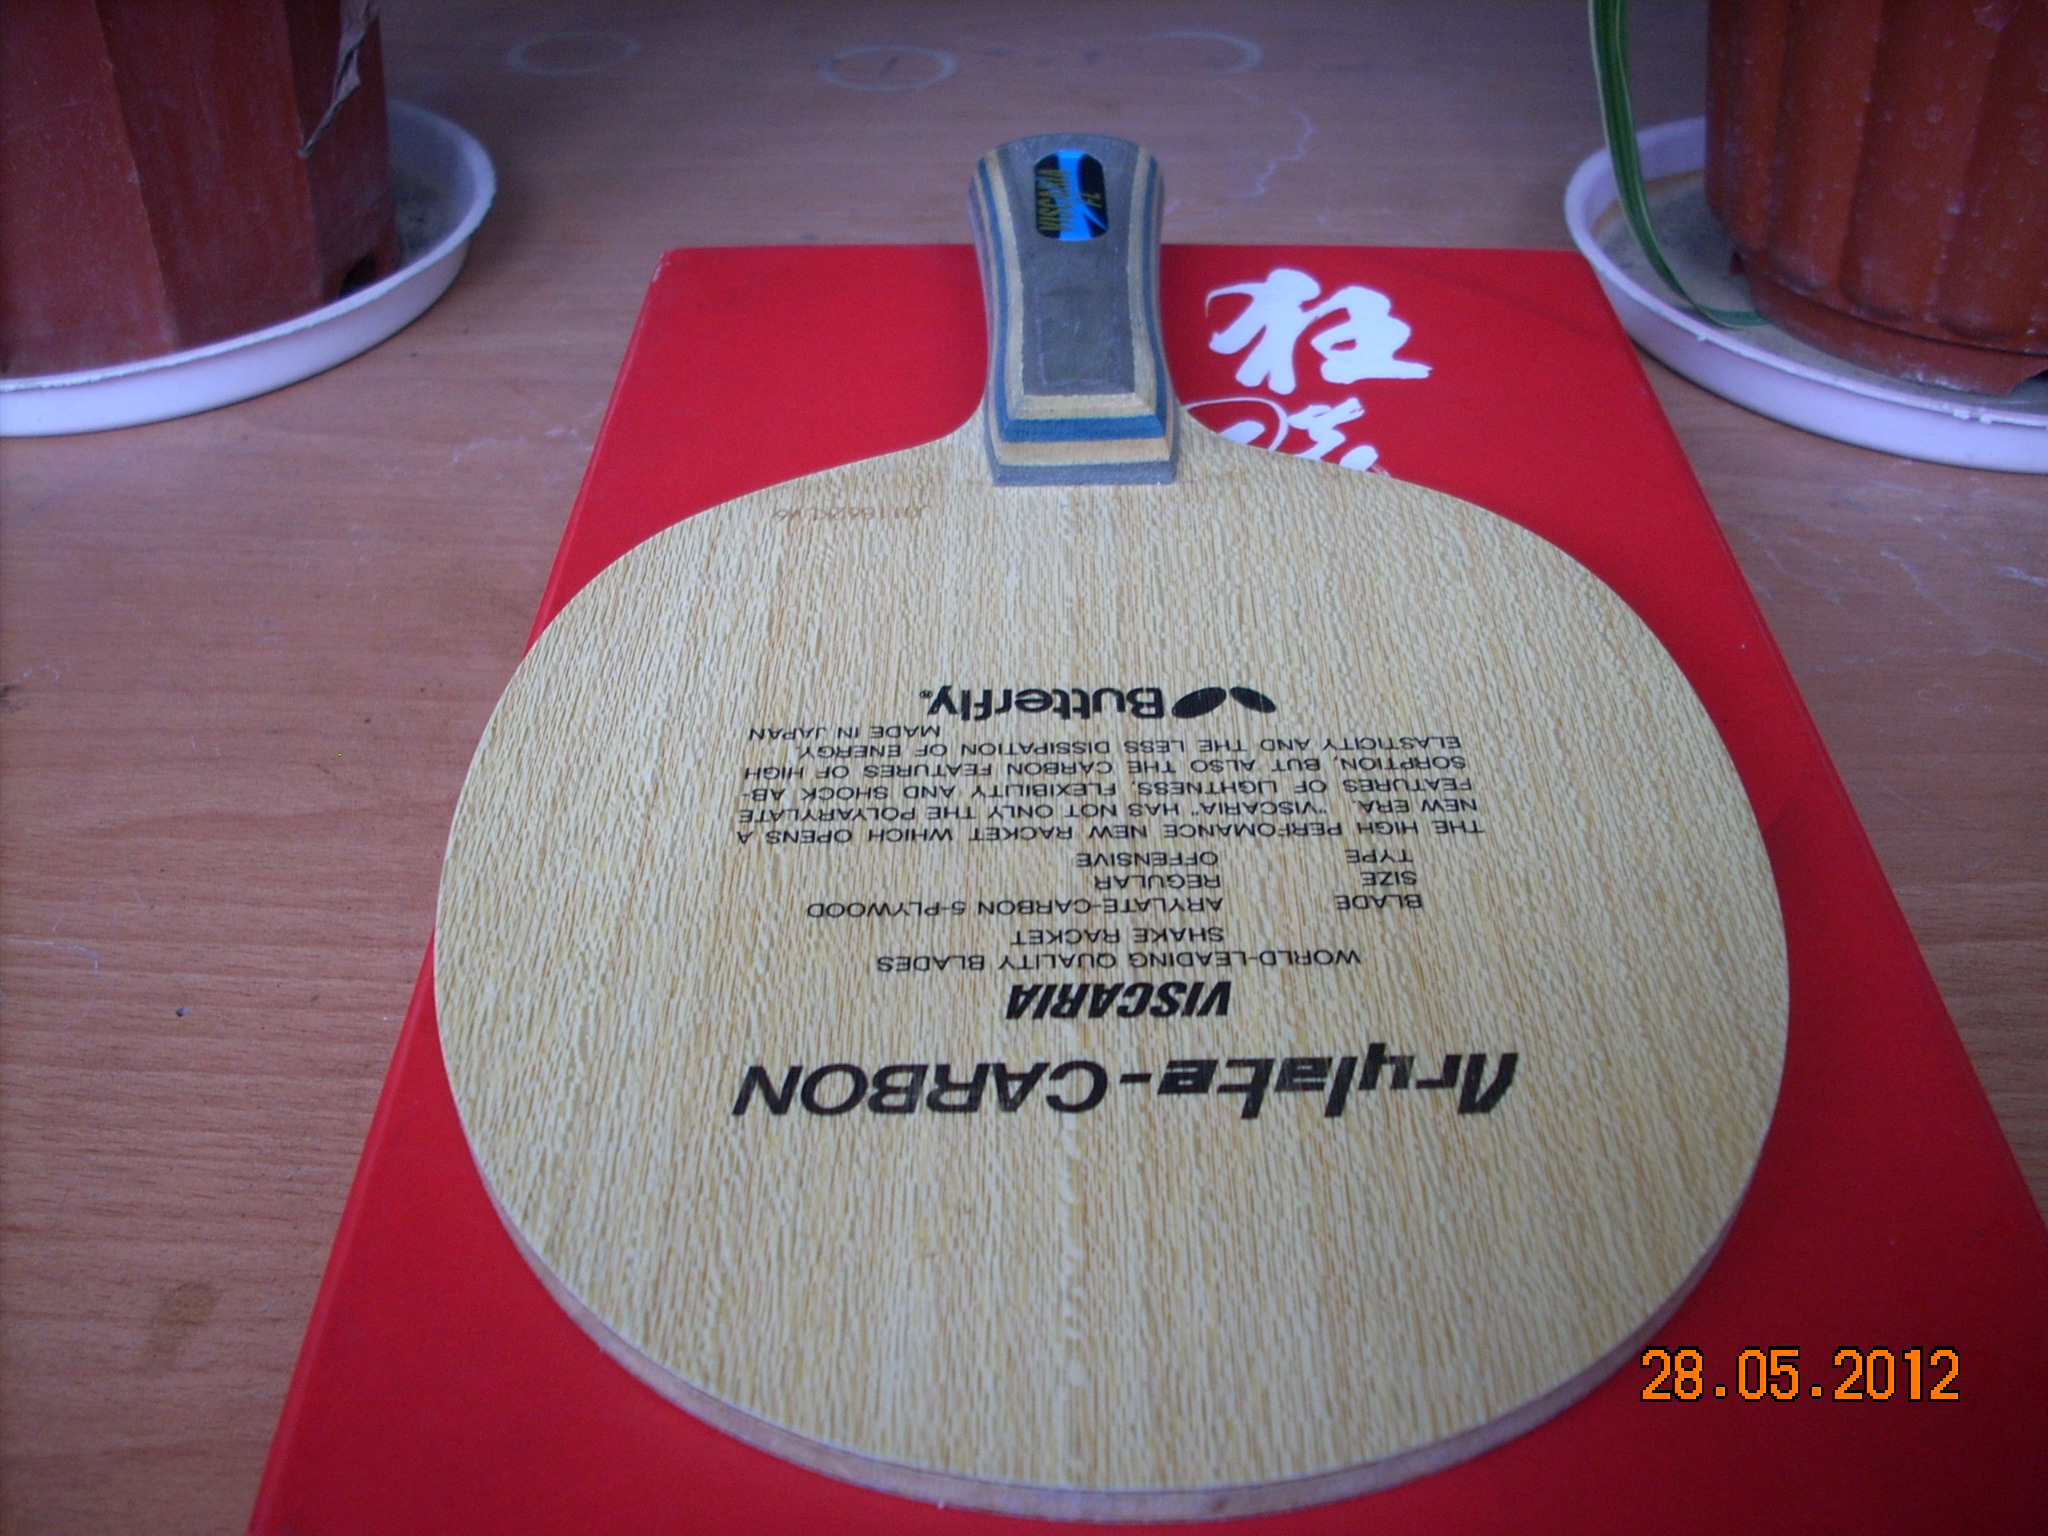 Arylate-CARBON
VISCARIA
WORLD-LEADING QUALITY BLADES
SHAKE RACKET
BLADE ARYLATE-CARBON 5-PLYWOOD
SIZE REGULAR
TYPE OFFENSIVE
THE HIGH PERFOMANCE NEW RACKET WHICH OPENS A
NEW ERA. "VISCARIA" HAS NOT ONLY THE POLYARYLATE
FEATURES OF LIGHTNESS, FLEXIBILITY AND SHOCK AB-
SORPTION, BUT ALSO THE CARBON FEATURES OF HIGH
ELASTICITY AND THE LESS DISSIPATION OF ENERGY.
MADE IN JAPAN
Butterfly®
VISCARIA
FL
狂
28.05.2012